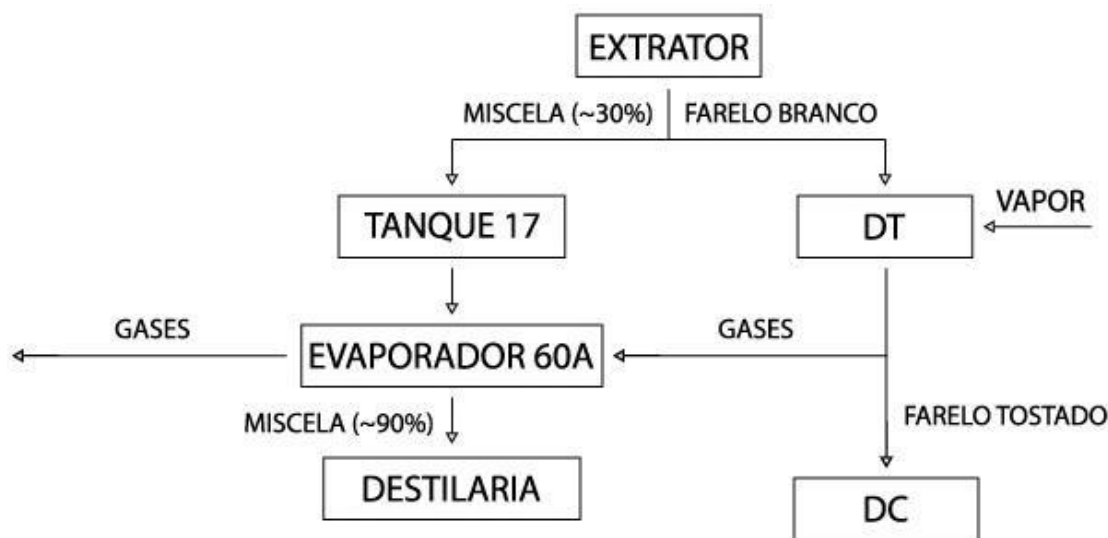 EXTRATOR
MISCELA (~30%)
FARELO BRANCO
TANQUE 17
DT
VAPOR
GASES
EVAPORADOR 60A
GASES
MISCELA (~90%)
FARELO TOSTADO
DESTILARIA
DC